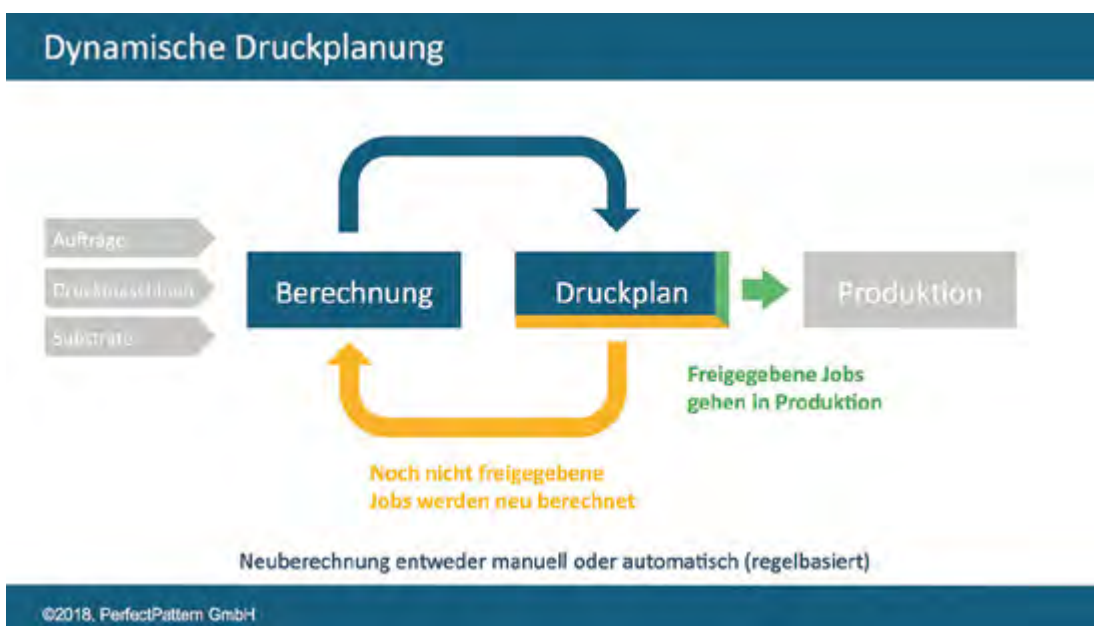 Dynamische Druckplanung
Aufträge
Druckmaschinen
Substrate
Berechnung
Druckplan
Produktion
Freigegebene Jobs
gehen in Produktion
Noch nicht freigegebene
Jobs werden neu berechnet
Neuberechnung entweder manuell oder automatisch (regelbasiert)
©2018, PerfectPattern GmbH